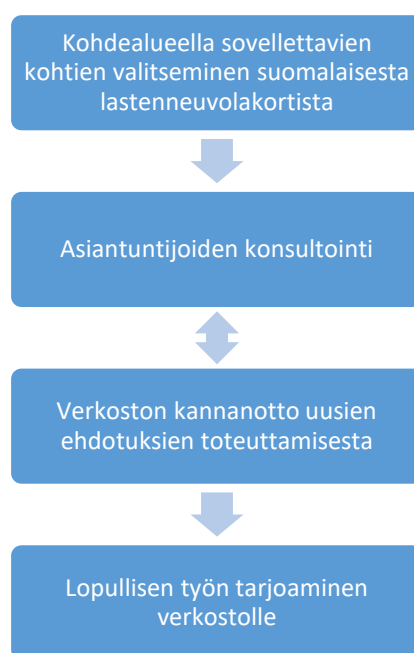 Kohdealueella sovellettavien
kohtien valitseminen suomalaisesta
lastenneuvolakortista
Asiantuntijoiden konsultointi
Verkoston kannanotto uusien
ehdotuksien toteuttamisesta
Lopullisen työn tarjoaminen
verkostolle